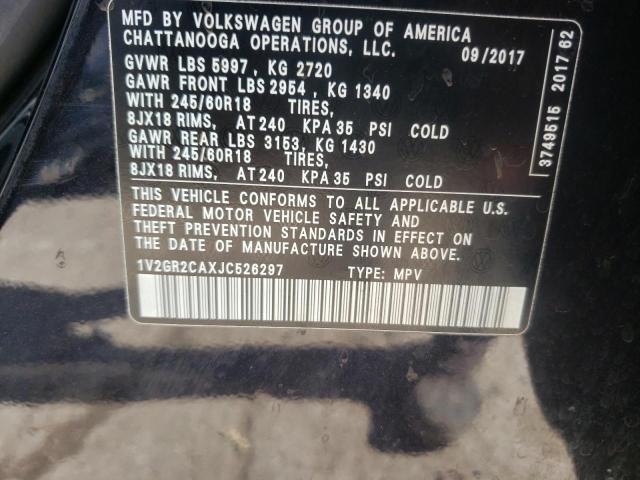 MFD BY VOLKSWAGEN GROUP OF AMERICA
CHATTANOOGA OPERATIONS, LLC. 09/2017
GVWR LBS 5997, KG 2720
GAWR FRONT LBS 2954, KG 1340
WITH 245/60R18 TIRES,
8JX18 RIMS, AT 240 KPA 35 PSI COLD
GAWR REAR LBS 3153, KG 1430
WITH 245/60R18 TIRES,
8JX18 RIMS, AT 240 KPA 35 PSI COLD
THIS VEHICLE CONFORMS TO ALL APPLICABLE U.S.
FEDERAL MOTOR VEHICLE SAFETY AND
THEFT PREVENTION STANDARDS IN EFFECT ON
THE DATE OF MANUFACTURE SHOWN ABOVE.
1V2GR2CAXJC526297 TYPE: MPV
3749515 2017 62